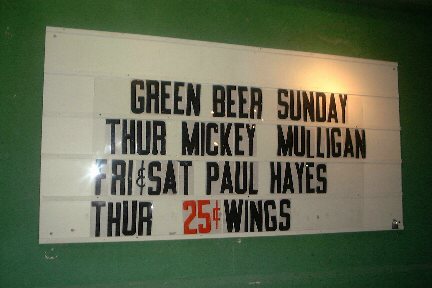 GREEN BEER SUNDAY
THUR MICKEY MULLIGAN
FRI¢SAT PAUL HAYES
THUR 25¢ WINGS